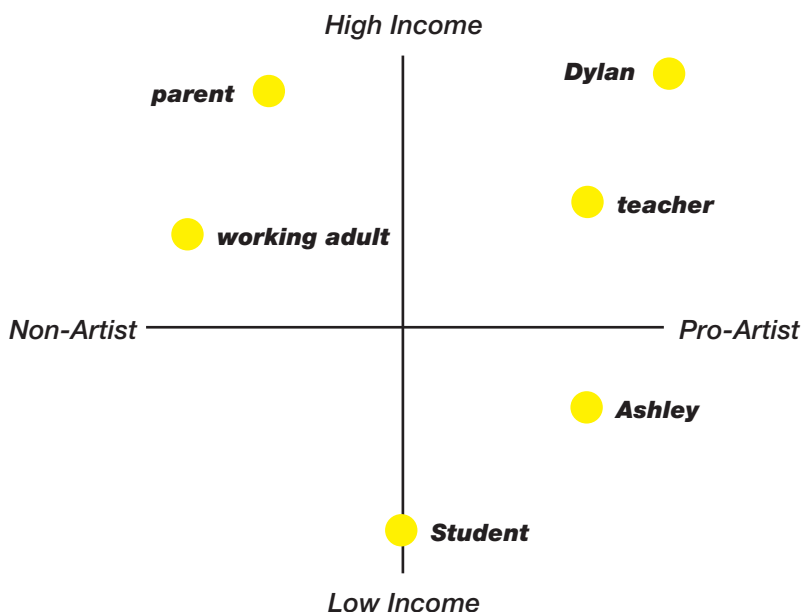 High Income
Dylan
parent
teacher
working adult
Non-Artist
Pro-Artist
Ashley
Student
Low Income